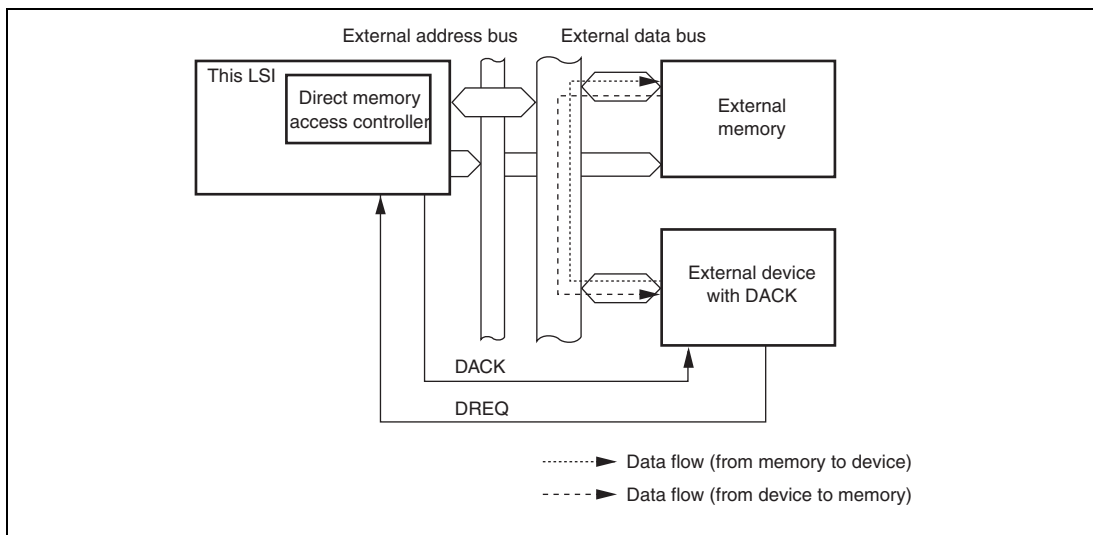 External address bus
External data bus
This LSI
Direct memory
access controller
External
memory
External device
with DACK
DACK
DREQ
Data flow (from memory to device)
Data flow (from device to memory)